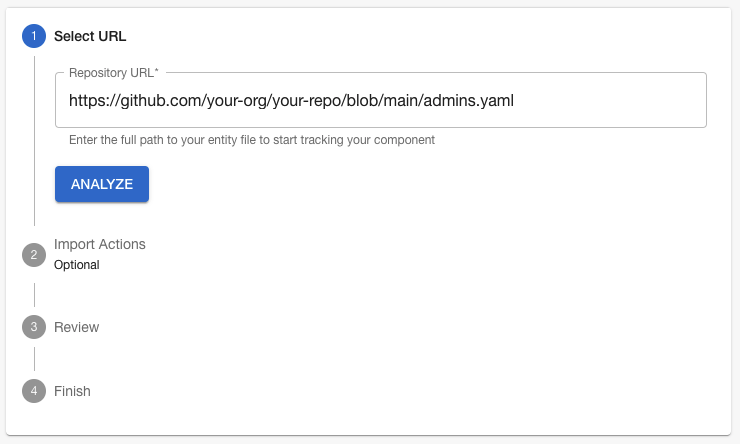 1 Select URL
Repository URL*
https://github.com/your-org/your-repo/blob/main/admins.yaml
Enter the full path to your entity file to start tracking your component
ANALYZE
2 Import Actions
Optional
3 Review
4 Finish